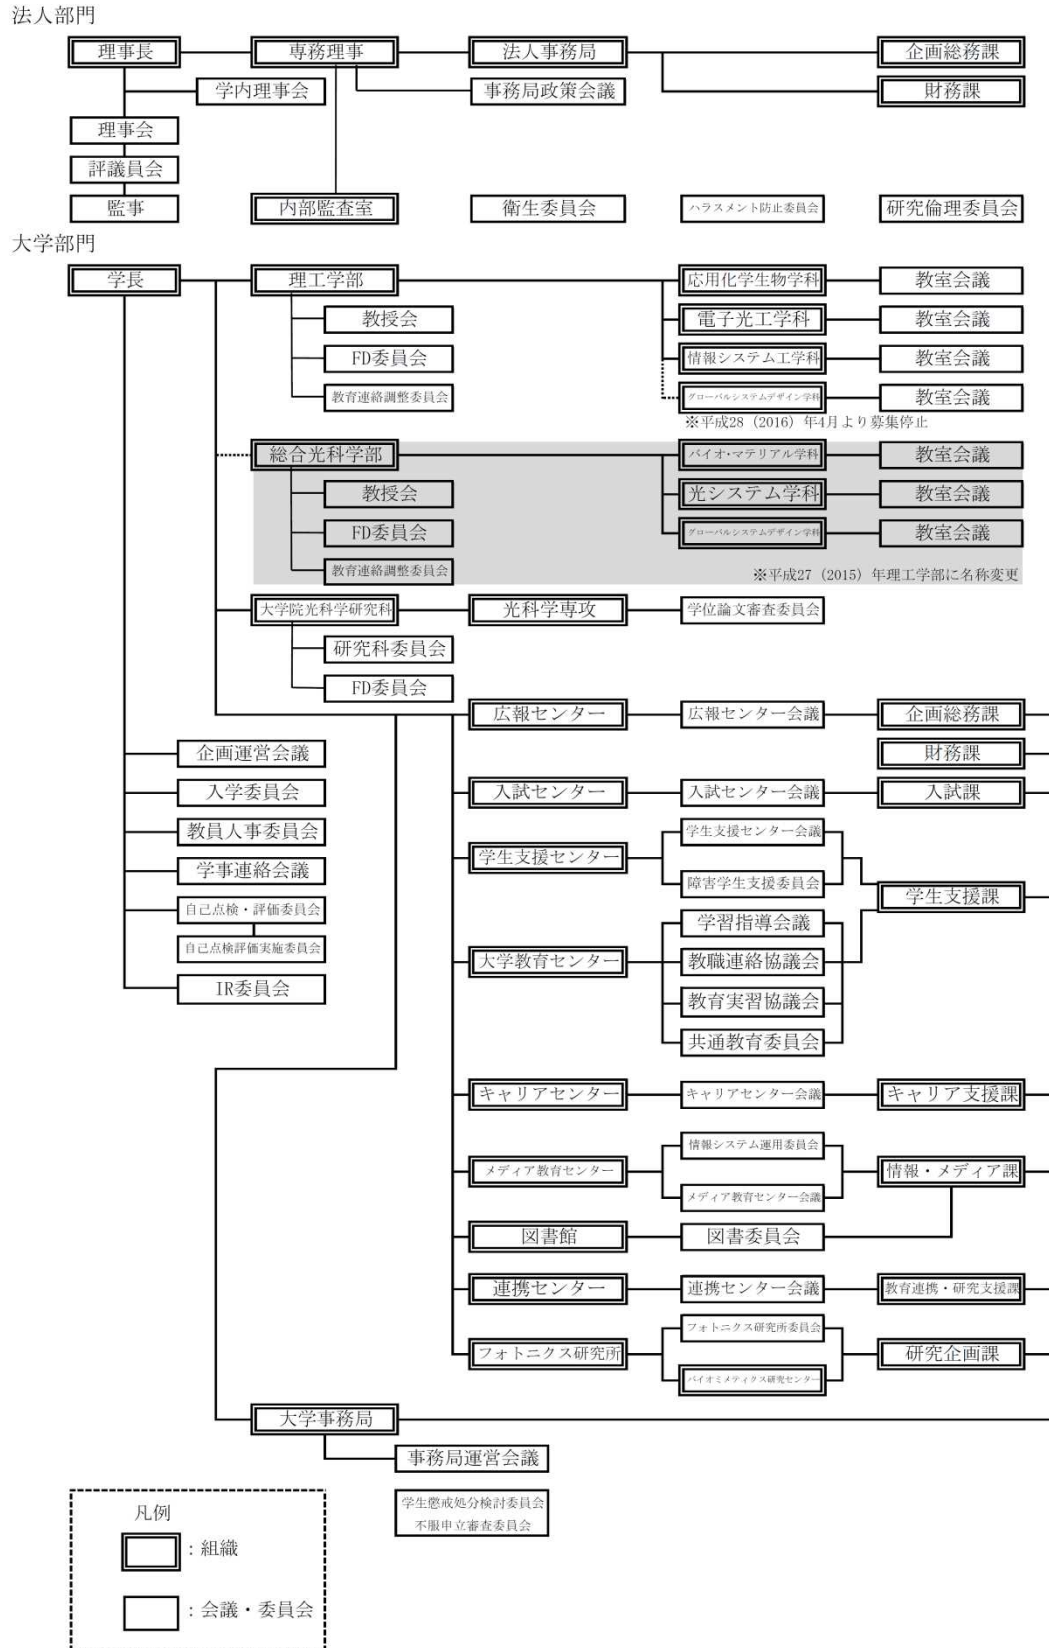 法人部門
理事長
専務理事
法人事務局
企画総務課
学内理事会
事務局政策会議
財務課
理事会
評議員会
監事
内部監査室
衛生委員会
ハラスメント防止委員会
研究倫理委員会
大学部門
学長
理工学部
応用化学生物学科
教室会議
教授会
電子光工学科
教室会議
FD委員会
情報システム工学科
教室会議
教育連絡調整委員会
グローバルシステムデザイン学科
教室会議
※平成28（2016）年4月より募集停止
総合光科学部
バイオ・マテリアル学科
教室会議
教授会
光システム学科
教室会議
FD委員会
グローバルシステムデザイン学科
教室会議
教育連絡調整委員会
※平成27（2015）年理工学部に名称変更
大学院光科学研究科
光科学専攻
学位論文審査委員会
研究科委員会
FD委員会
広報センター
広報センター会議
企画総務課
企画運営会議
財務課
入学委員会
入試センター
入試センター会議
入試課
教員人事委員会
学生支援センター会議
学事連絡会議
学生支援センター
障害学生支援委員会
学生支援課
自己点検・評価委員会
学習指導会議
自己点検評価実施委員会
大学教育センター
教職連絡協議会
IR委員会
教育実習協議会
共通教育委員会
キャリアセンター
キャリアセンター会議
キャリア支援課
情報システム運用委員会
メディア教育センター
情報・メディア課
メディア教育センター会議
図書館
図書委員会
連携センター
連携センター会議
教育連携・研究支援課
フォトニクス研究所委員会
フォトニクス研究所
研究企画課
バイオミメティクス研究センター
大学事務局
事務局運営会議
学生懲戒処分検討委員会
不服申立審査委員会
凡例
：組織
：会議・委員会